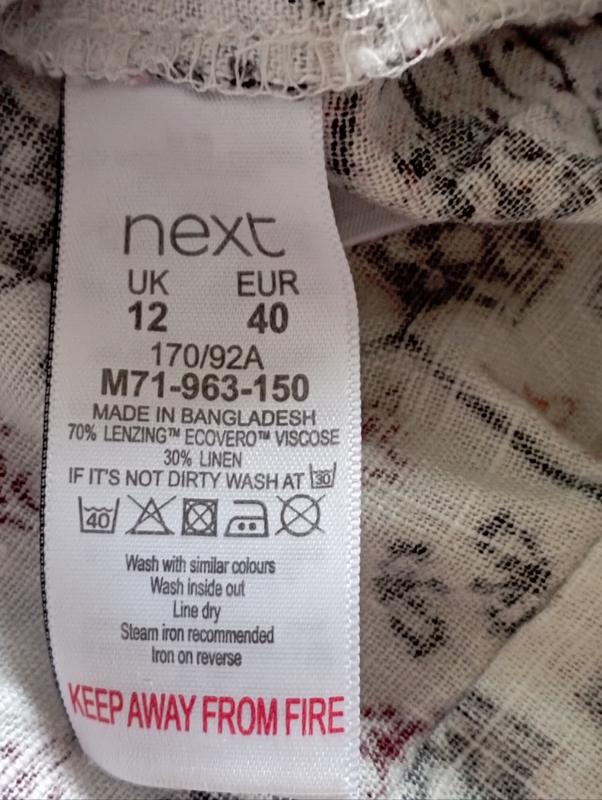 next
UK EUR
12 40
170/92A
M71-963-150
MADE IN BANGLADESH
70% LENZING™ ECOVERO™ VISCOSE
30% LINEN
IF IT'S NOT DIRTY WASH AT 30
40
Wash with similar colours
Wash inside out
Line dry
Steam iron recommended
Iron on reverse
KEEP AWAY FROM FIRE